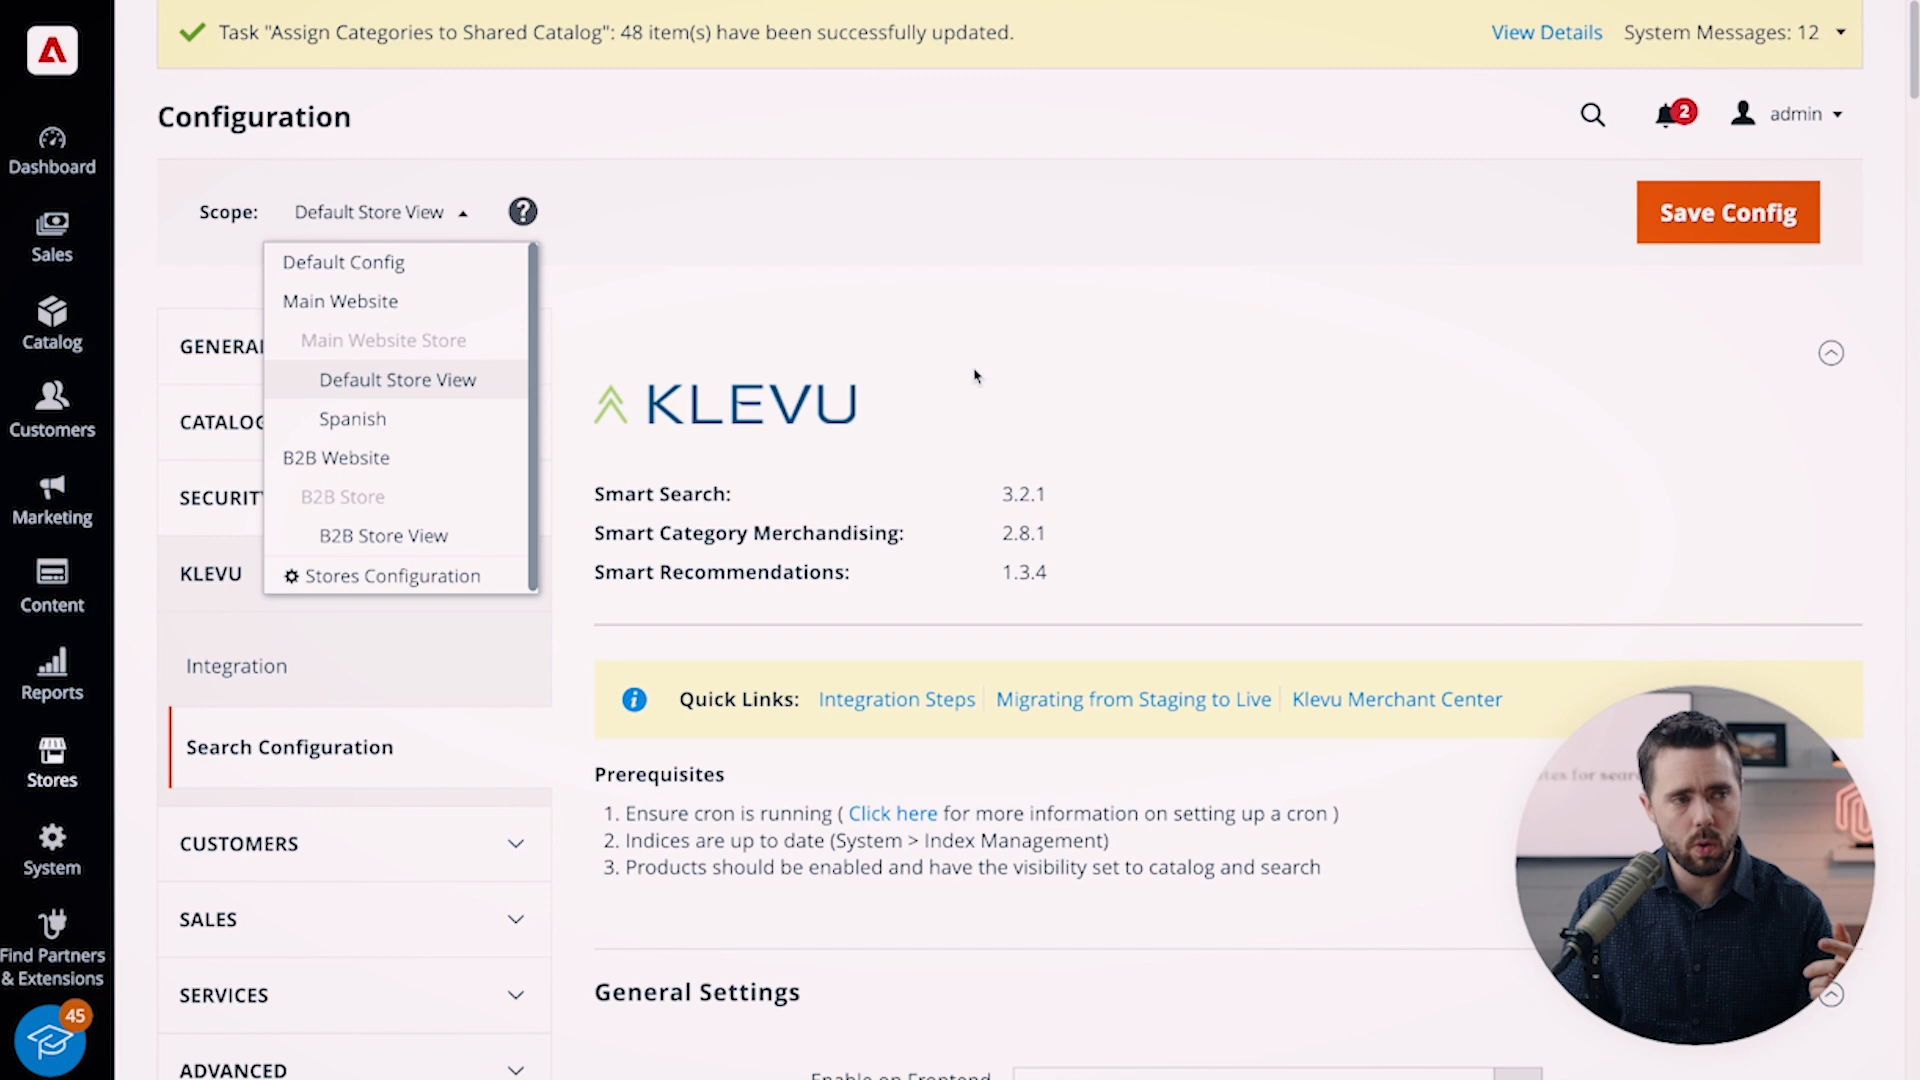 Task "Assign Categories to Shared Catalog": 48 item(s) have been successfully updated.
View Details
System Messages: 12
Configuration
2
admin
Scope:
Default Store View
?
Save Config
Default Config
Main Website
Main Website Store
Default Store View
Spanish
B2B Website
B2B Store
B2B Store View
Stores Configuration
Dashboard
Sales
Catalog
Customers
Marketing
Content
Reports
Stores
System
Find Partners
& Extensions
45
GENERAL
CATALOG
SECURITY
KLEVU
Integration
Search Configuration
CUSTOMERS
SALES
SERVICES
ADVANCED
KLEVU
Smart Search: 3.2.1
Smart Category Merchandising: 2.8.1
Smart Recommendations: 1.3.4
Quick Links: Integration Steps Migrating from Staging to Live Klevu Merchant Center
Prerequisites
1. Ensure cron is running ( Click here for more information on setting up a cron )
2. Indices are up to date (System > Index Management)
3. Products should be enabled and have the visibility set to catalog and search
General Settings
Enable on Frontend